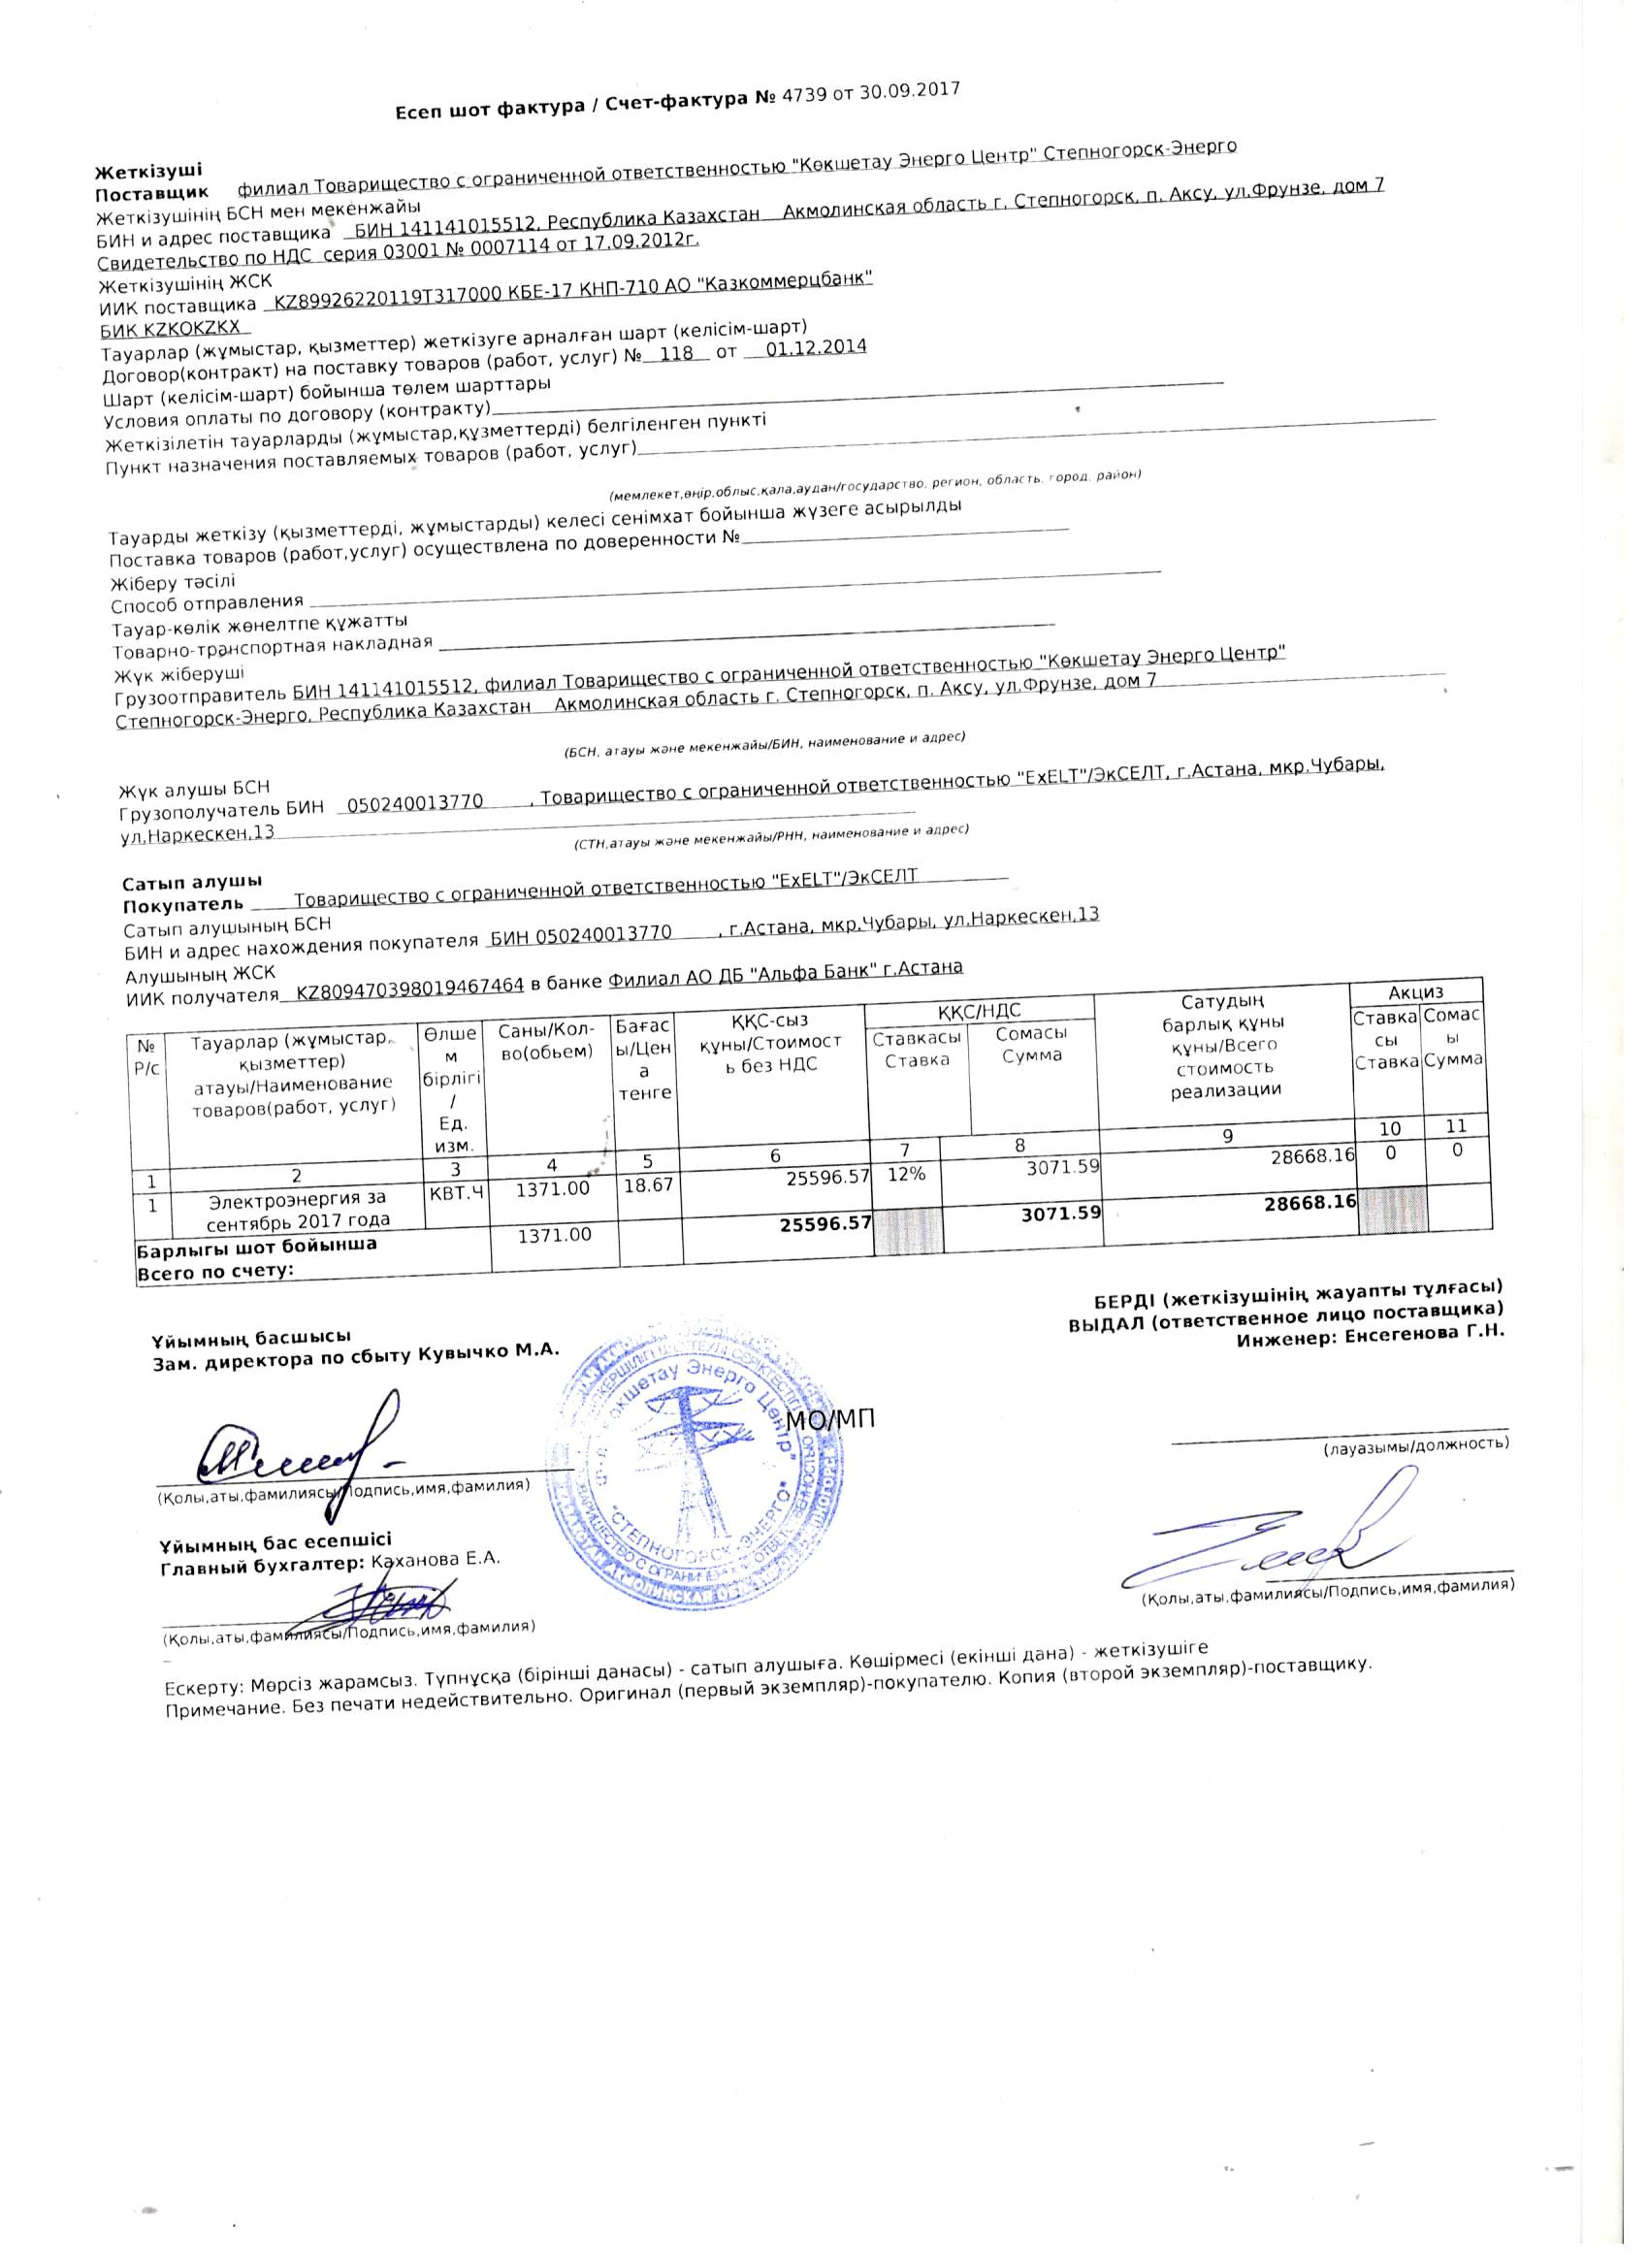 Есеп шот фактура / Счет-фактура № 4739 от 30.09.2017
Жеткізуші
Поставщик филиал Товарищество с ограниченной ответственностью "Көкшетау Энерго Центр" Степногорск-Энерго
Жеткізушінің БСН мен мекенжайы
БИН и адрес поставщика БИН 141141015512, Республика Казахстан Акмолинская область г. Степногорск, п. Аксу, ул.Фрунзе, дом 7
Свидетельство по НДС серия 03001 № 0007114 от 17.09.2012г.
Жеткізушінің ЖСК
ИИК поставщика KZ89926220119T317000 КБЕ-17 КНП-710 АО "Казкоммерцбанк"
БИК KZKOKZKX
Тауарлар (жұмыстар, қызметтер) жеткізуге арналған шарт (келісім-шарт)
Договор(контракт) на поставку товаров (работ, услуг) № 118 от 01.12.2014
Шарт (келісім-шарт) бойынша төлем шарттары
Условия оплаты по договору (контракту)
Жеткізілетін тауарларды (жұмыстар,құзметтерді) белгіленген пункті
Пункт назначения поставляемых товаров (работ, услуг)
(мемлекет,өңір,облыс,қала,аудан/государство, регион, область, город, район)
Тауарды жеткізу (қызметтерді, жұмыстарды) келесі сенімхат бойынша жүзеге асырылды
Поставка товаров (работ,услуг) осуществлена по доверенности №
Жіберу тәсілі
Способ отправления
Тауар-көлік жөнелтпе құжатты
Товарно-транспортная накладная
Жүк жіберуші
Грузоотправитель БИН 141141015512, филиал Товарищество с ограниченной ответственностью "Көкшетау Энерго Центр"
Степногорск-Энерго, Республика Казахстан Акмолинская область г. Степногорск, п. Аксу, ул.Фрунзе, дом 7
(БСН, атауы және мекенжайы/БИН, наименование и адрес)
Жүк алушы БСН
Грузополучатель БИН 050240013770 , Товарищество с ограниченной ответственностью "ExELT"/ЭкСЕЛТ, г.Астана, мкр.Чубары,
ул.Наркескен,13
(СТН,атауы және мекенжайы/РНН, наименование и адрес)
Сатып алушы
Покупатель Товарищество с ограниченной ответственностью "ExELT"/ЭкСЕЛТ
Сатып алушының БСН
БИН и адрес нахождения покупателя БИН 050240013770 , г.Астана, мкр.Чубары, ул.Наркескен,13
Алушының ЖСК
ИИК получателя KZ809470398019467464 в банке Филиал АО ДБ "Альфа Банк" г.Астана
№ Р/с Тауарлар (жұмыстар, қызметтер) атауы/Наименование товаров(работ, услуг) Өлшем бірлігі / Ед. изм. Саны/Кол-во(обьем) Бағасы/Цена тенге ҚҚС-сыз құны/Стоимость без НДС ҚҚС/НДС Ставкасы Ставка Сомасы Сумма Сатудың барлық құны құны/Всего стоимость реализации Акциз Ставкасы Ставка Сомасы Сумма
1 2 3 4 5 6 7 8 9 10 11
1 Электроэнергия за сентябрь 2017 года КВТ.Ч 1371.00 18.67 25596.57 12% 3071.59 28668.16 0 0
Барлығы шот бойынша
Всего по счету: 1371.00 25596.57 3071.59 28668.16
Ұйымның басшысы
Зам. директора по сбыту Кувычко М.А.
БЕРДІ (жеткізушінің жауапты тұлғасы)
ВЫДАЛ (ответственное лицо поставщика)
Инженер: Енсегенова Г.Н.
МО/МП
Көкшетау Энерго Центр"
"СТЕПНОГОРСК-ЭНЕРГО"
(лауазымы/должность)
(Қолы,аты,фамилиясы/Подпись,имя,фамилия)
Ұйымның бас есепшісі
Главный бухгалтер: Каханова Е.А.
(Қолы,аты,фамилиясы/Подпись,имя,фамилия)
(Қолы,аты,фамилиясы/Подпись,имя,фамилия)
Ескерту: Мөрсіз жарамсыз. Түпнұсқа (бірінші данасы) - сатып алушыға. Көшірмесі (екінші дана) - жеткізушіге
Примечание. Без печати недействительно. Оригинал (первый экземпляр)-покупателю. Копия (второй экземпляр)-поставщику.